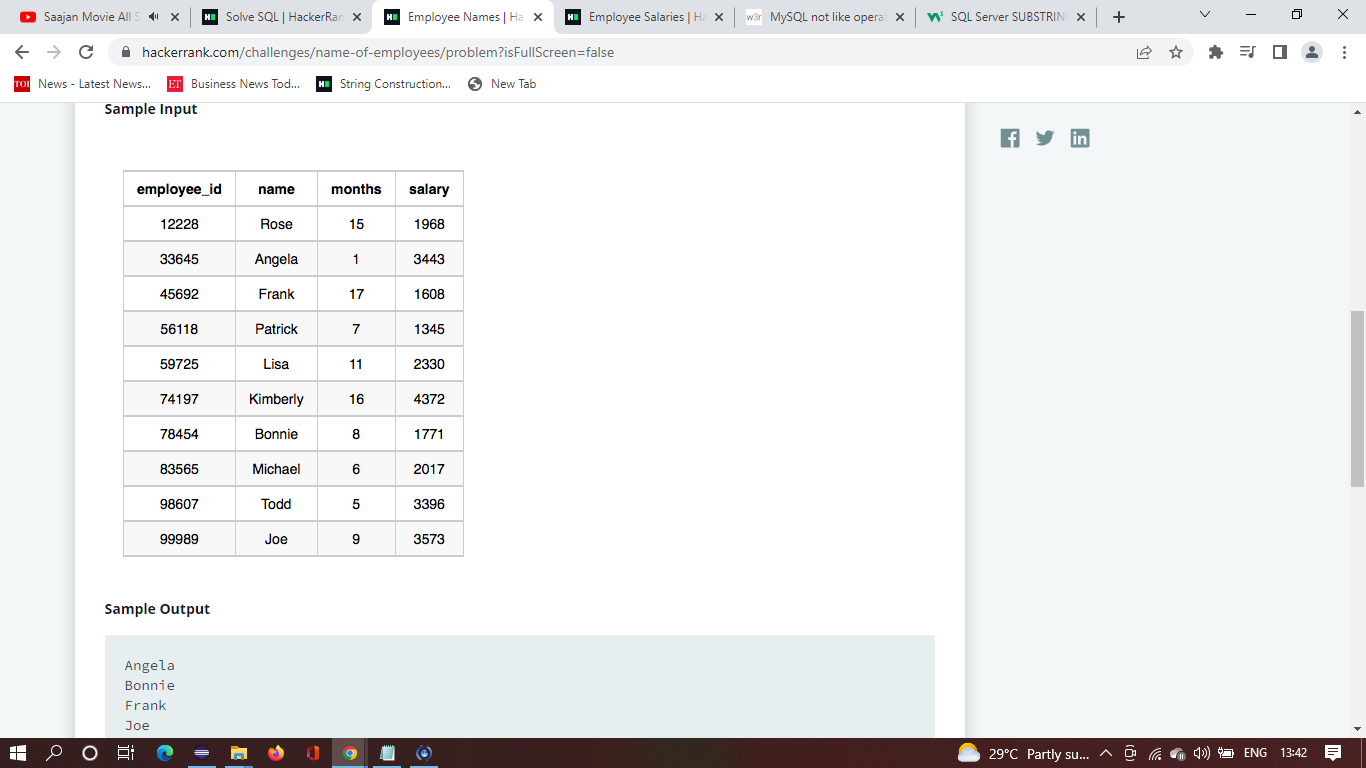 Saajan Movie All S
Solve SQL | HackerRan
Employee Names | Ha
Employee Salaries | Ha
w3r MySQL not like operat
SQL Server SUBSTRIN
hackerrank.com/challenges/name-of-employees/problem?isFullScreen=false
TOI News - Latest News...
ET Business News Tod...
String Construction...
New Tab
Sample Input
employee_id name months salary
12228 Rose 15 1968
33645 Angela 1 3443
45692 Frank 17 1608
56118 Patrick 7 1345
59725 Lisa 11 2330
74197 Kimberly 16 4372
78454 Bonnie 8 1771
83565 Michael 6 2017
98607 Todd 5 3396
99989 Joe 9 3573
Sample Output
Angela
Bonnie
Frank
Joe
29°C Partly su... ENG 13:42